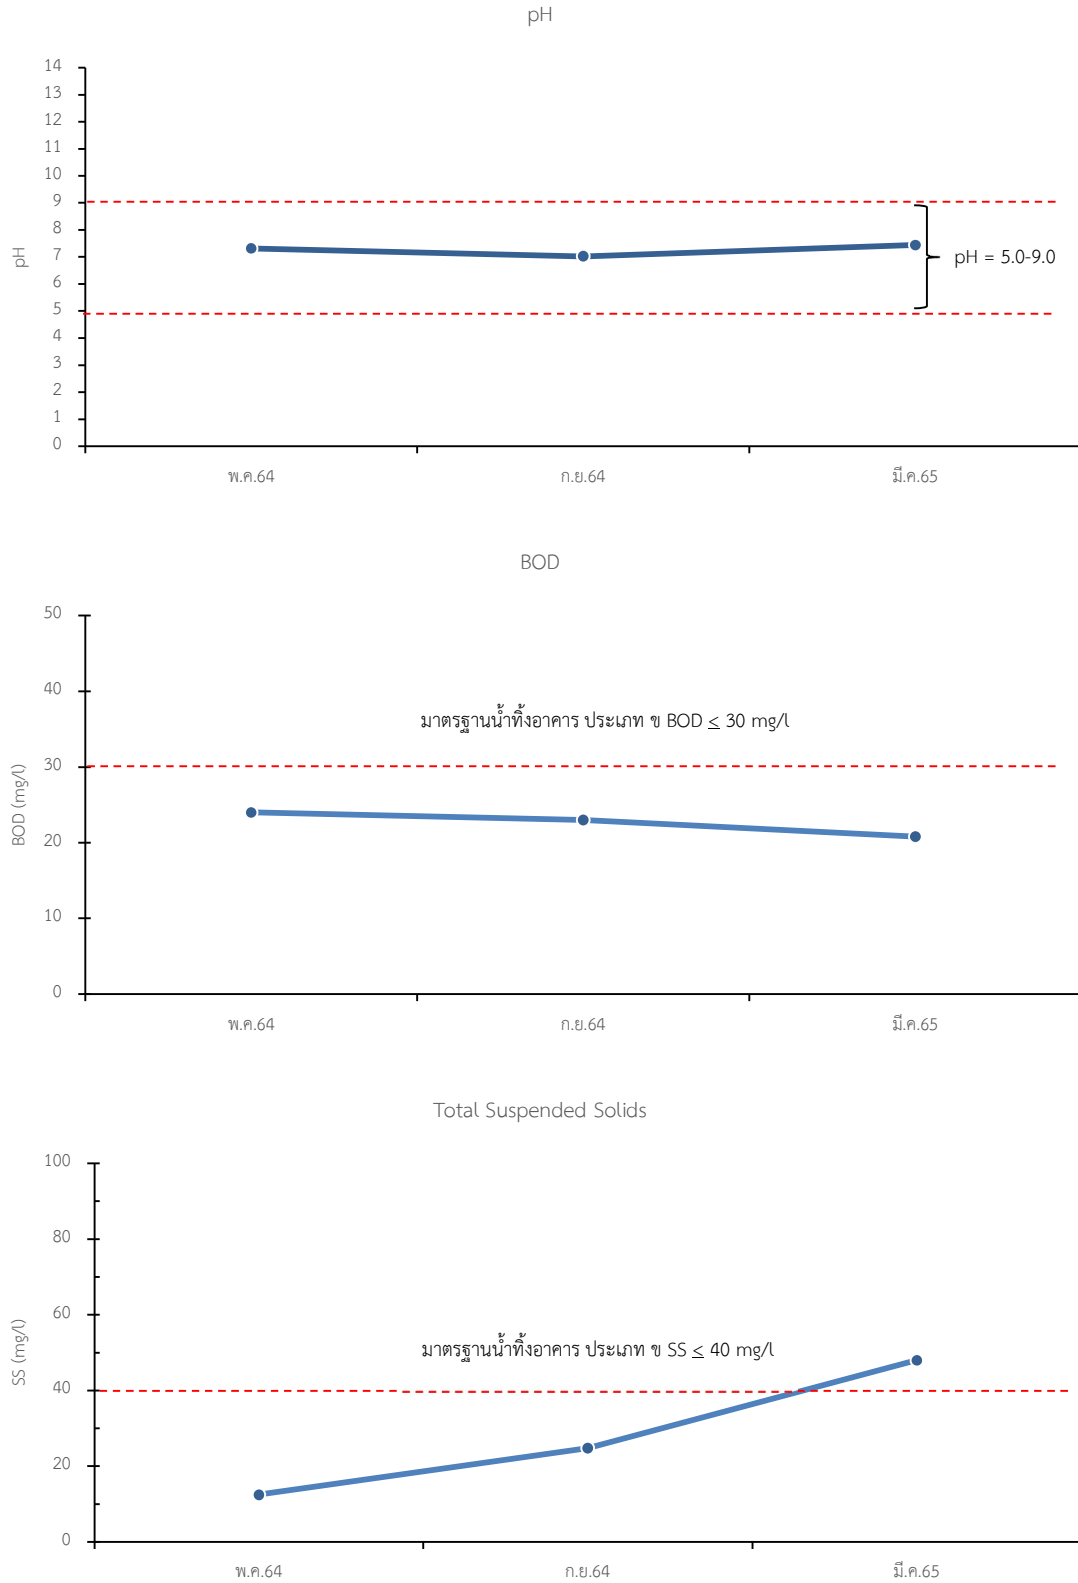 pH
14
13
12
11
10
9
8
7
6
5
4
3
2
1
0
pH
pH = 5.0-9.0
พ.ค.64 ก.ย.64 มี.ค.65
BOD
50
40
30
20
10
0
BOD (mg/l)
มาตรฐานน้ำทิ้งอาคาร ประเภท ข BOD ≤ 30 mg/l
พ.ค.64 ก.ย.64 มี.ค.65
Total Suspended Solids
100
80
60
40
20
0
SS (mg/l)
มาตรฐานน้ำทิ้งอาคาร ประเภท ข SS ≤ 40 mg/l
พ.ค.64 ก.ย.64 มี.ค.65